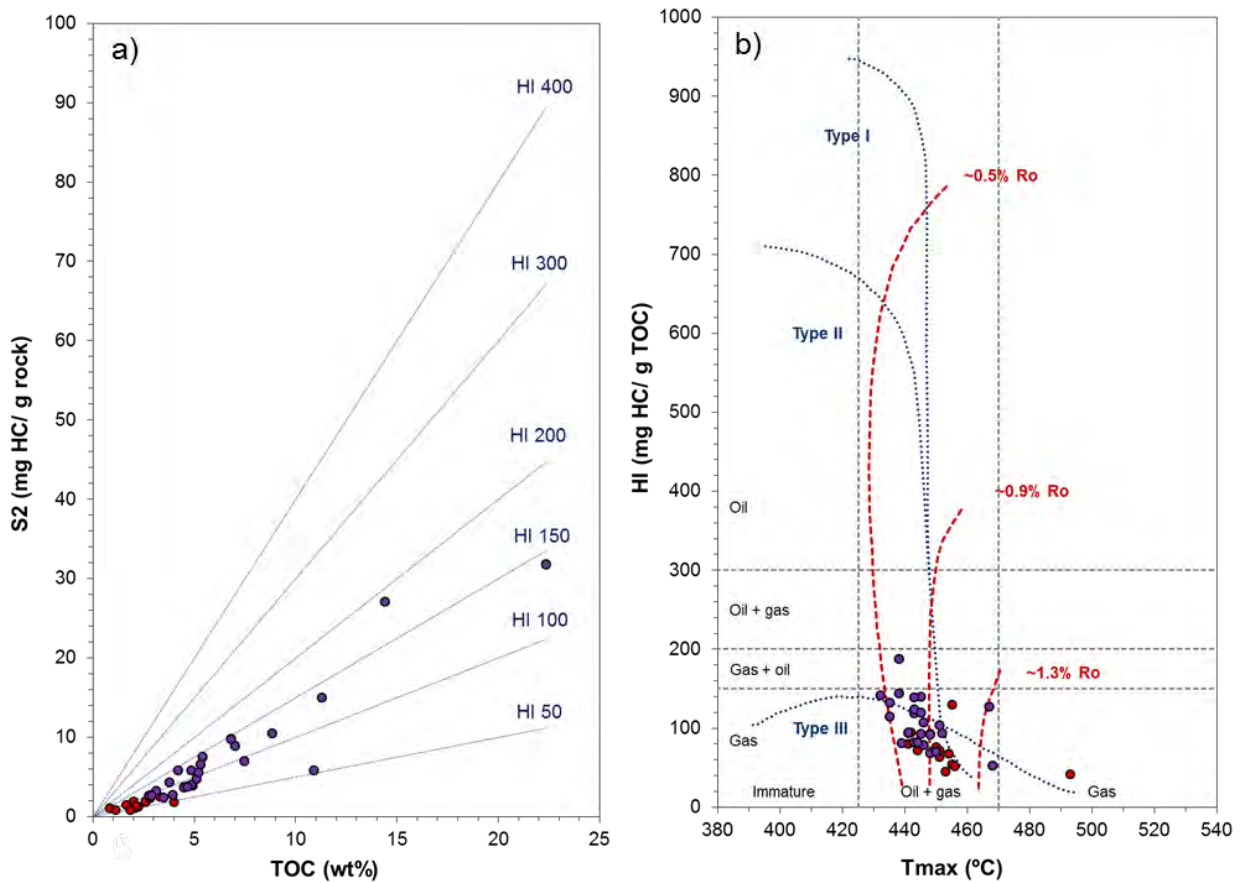 a)
100
90
80
70
60
50
40
30
20
10
0
S2 (mg HC/ g rock)
HI 400
HI 300
HI 200
HI 150
HI 100
HI 50
0
5
10
15
20
25
TOC (wt%)
b)
1000
900
800
700
600
500
400
300
200
100
0
HI (mg HC/ g TOC)
Type I
~0.5% Ro
Type II
~0.9% Ro
Oil
Oil + gas
Gas + oil
~1.3% Ro
Type III
Gas
Immature
Oil + gas
Gas
380
400
420
440
460
480
500
520
540
Tmax (ºC)